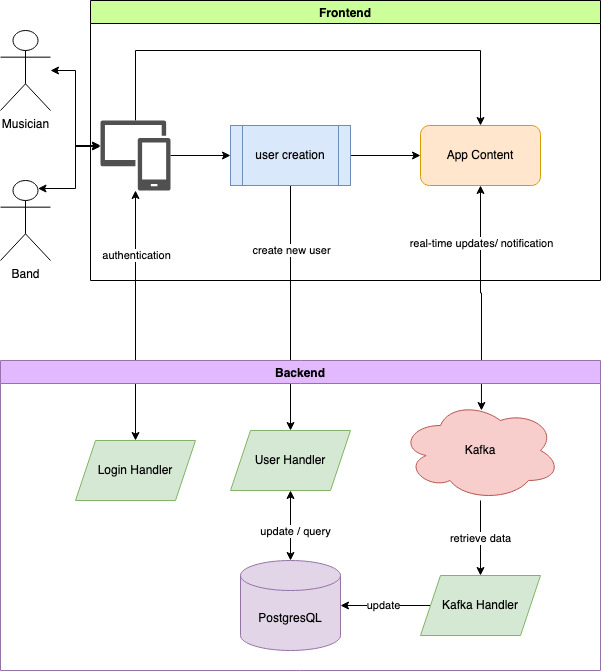 Frontend
Musician
user creation
App Content
authentication
create new user
real-time updates/ notification
Band
Backend
Login Handler
User Handler
Kafka
update / query
retrieve data
PostgresQL
update
Kafka Handler